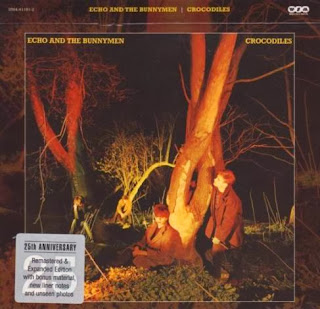 ECHO AND THE BUNNYMEN | CROCODILES
ECHO AND THE BUNNYMEN
CROCODILES
25th ANNIVERSARY
Remastered &
Expanded Edition
with bonus material,
new liner notes
and unseen photos